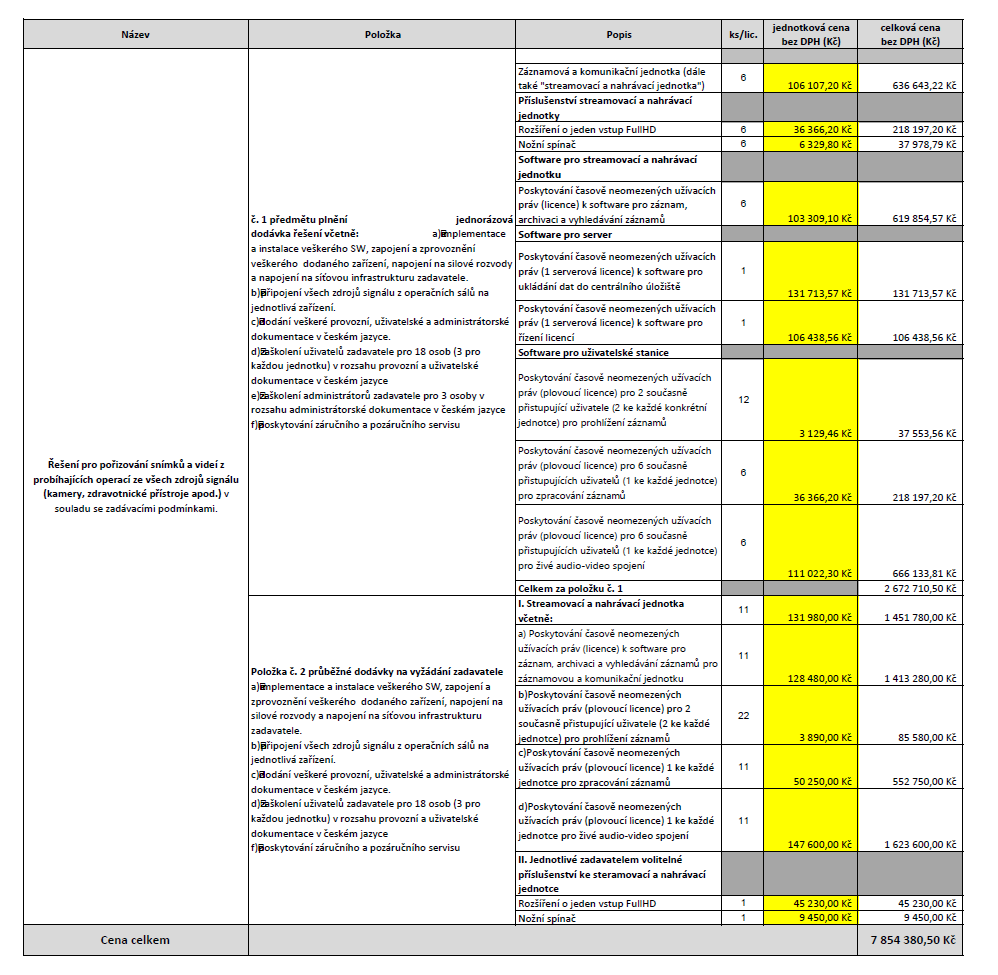 Název Položka Popis ks/lic. jednotková cena bez DPH (Kč) celková cena bez DPH (Kč)
Řešení pro pořizování snímků a videí z
probíhajících operací ze všech zdrojů signálu
(kamery, zdravotnické přístroje apod.) v
souladu se zadávacími podmínkami.
č. 1 předmětu plnění jednorázová
dodávka řešení včetně: a) implementace
a instalace veškerého SW, zapojení a zprovoznění
veškerého dodaného zařízení, napojení na silové rozvody
a napojení na síťovou infrastrukturu zadavatele.
b) připojení všech zdrojů signálu z operačních sálů na
jednotlivá zařízení.
c) dodání veškeré provozní, uživatelské a administrátorské
dokumentace v českém jazyce.
d) zaškolení uživatelů zadavatele pro 18 osob (3 pro
každou jednotku) v rozsahu provozní a uživatelské
dokumentace v českém jazyce
e) zaškolení administrátorů zadavatele pro 3 osoby v
rozsahu administrátorské dokumentace v českém jazyce
f) poskytování záručního a pozáručního servisu
Záznamová a komunikační jednotka (dále
také "streamovací a nahrávací jednotka") 6 106 107,20 Kč 636 643,22 Kč
Příslušenství streamovací a nahrávací
jednotky
Rozšíření o jeden vstup FullHD 6 36 366,20 Kč 218 197,20 Kč
Nožní spínač 6 6 329,80 Kč 37 978,79 Kč
Software pro streamovací a nahrávací
jednotku
Poskytování časově neomezených užívacích
práv (licence) k software pro záznam,
archivaci a vyhledávání záznamů 6 103 309,10 Kč 619 854,57 Kč
Software pro server
Poskytování časově neomezených užívacích
práv (1 serverová licence) k software pro
ukládání dat do centrálního úložiště 1 131 713,57 Kč 131 713,57 Kč
Poskytování časově neomezených užívacích
práv (1 serverová licence) k software pro
řízení licencí 1 106 438,56 Kč 106 438,56 Kč
Software pro uživatelské stanice
Poskytování časově neomezených užívacích
práv (plovoucí licence) pro 2 současně
přistupující uživatele (2 ke každé konkrétní
jednotce) pro prohlížení záznamů 12 3 129,46 Kč 37 553,56 Kč
Poskytování časově neomezených užívacích
práv (plovoucí licence) pro 6 současně
přistupujících uživatelů (1 ke každé jednotce)
pro zpracování záznamů 6 36 366,20 Kč 218 197,20 Kč
Poskytování časově neomezených užívacích
práv (plovoucí licence) pro 6 současně
přistupujících uživatelů (1 ke každé jednotce)
pro živé audio-video spojení 6 111 022,30 Kč 666 133,81 Kč
Celkem za položku č. 1 2 672 710,50 Kč
Položka č. 2 průběžné dodávky na vyžádání zadavatele
a) implementace a instalace veškerého SW, zapojení a
zprovoznění veškerého dodaného zařízení, napojení na
silové rozvody a napojení na síťovou infrastrukturu
zadavatele.
b) připojení všech zdrojů signálu z operačních sálů na
jednotlivá zařízení.
c) dodání veškeré provozní, uživatelské a administrátorské
dokumentace v českém jazyce.
d) zaškolení uživatelů zadavatele pro 18 osob (3 pro
každou jednotku) v rozsahu provozní a uživatelské
dokumentace v českém jazyce
f) poskytování záručního a pozáručního servisu
I. Streamovací a nahrávací jednotka
včetně: 11 131 980,00 Kč 1 451 780,00 Kč
a) Poskytování časově neomezených
užívacích práv (licence) k software pro
záznam, archivaci a vyhledávání záznamů pro
záznamovou a komunikační jednotku 11 128 480,00 Kč 1 413 280,00 Kč
b)Poskytování časově neomezených
užívacích práv (plovoucí licence) pro 2
současně přistupující uživatele (2 ke každé
jednotce) pro prohlížení záznamů 22 3 890,00 Kč 85 580,00 Kč
c)Poskytování časově neomezených
užívacích práv (plovoucí licence) 1 ke každé
jednotce pro zpracování záznamů 11 50 250,00 Kč 552 750,00 Kč
d)Poskytování časově neomezených
užívacích práv (plovoucí licence) 1 ke každé
jednotce pro živé audio-video spojení 11 147 600,00 Kč 1 623 600,00 Kč
II. Jednotlivé zadavatelem volitelné
příslušenství ke steramovací a nahrávací
jednotce
Rozšíření o jeden vstup FullHD 1 45 230,00 Kč 45 230,00 Kč
Nožní spínač 1 9 450,00 Kč 9 450,00 Kč
Cena celkem 7 854 380,50 Kč